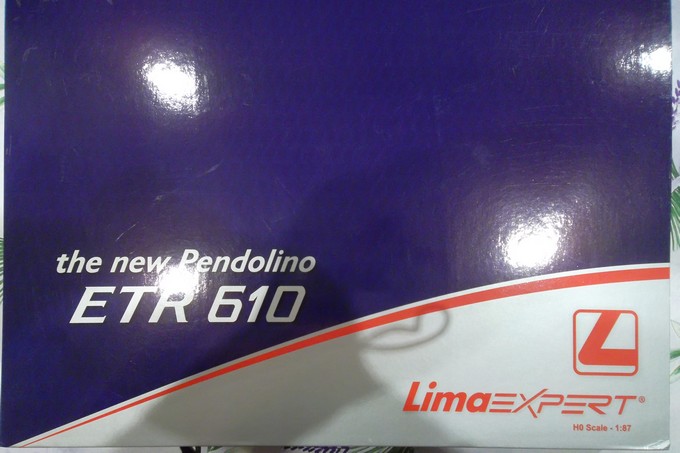 the new Pendolino
ETR 610
L
LimaEXPERT®
H0 Scale - 1:87